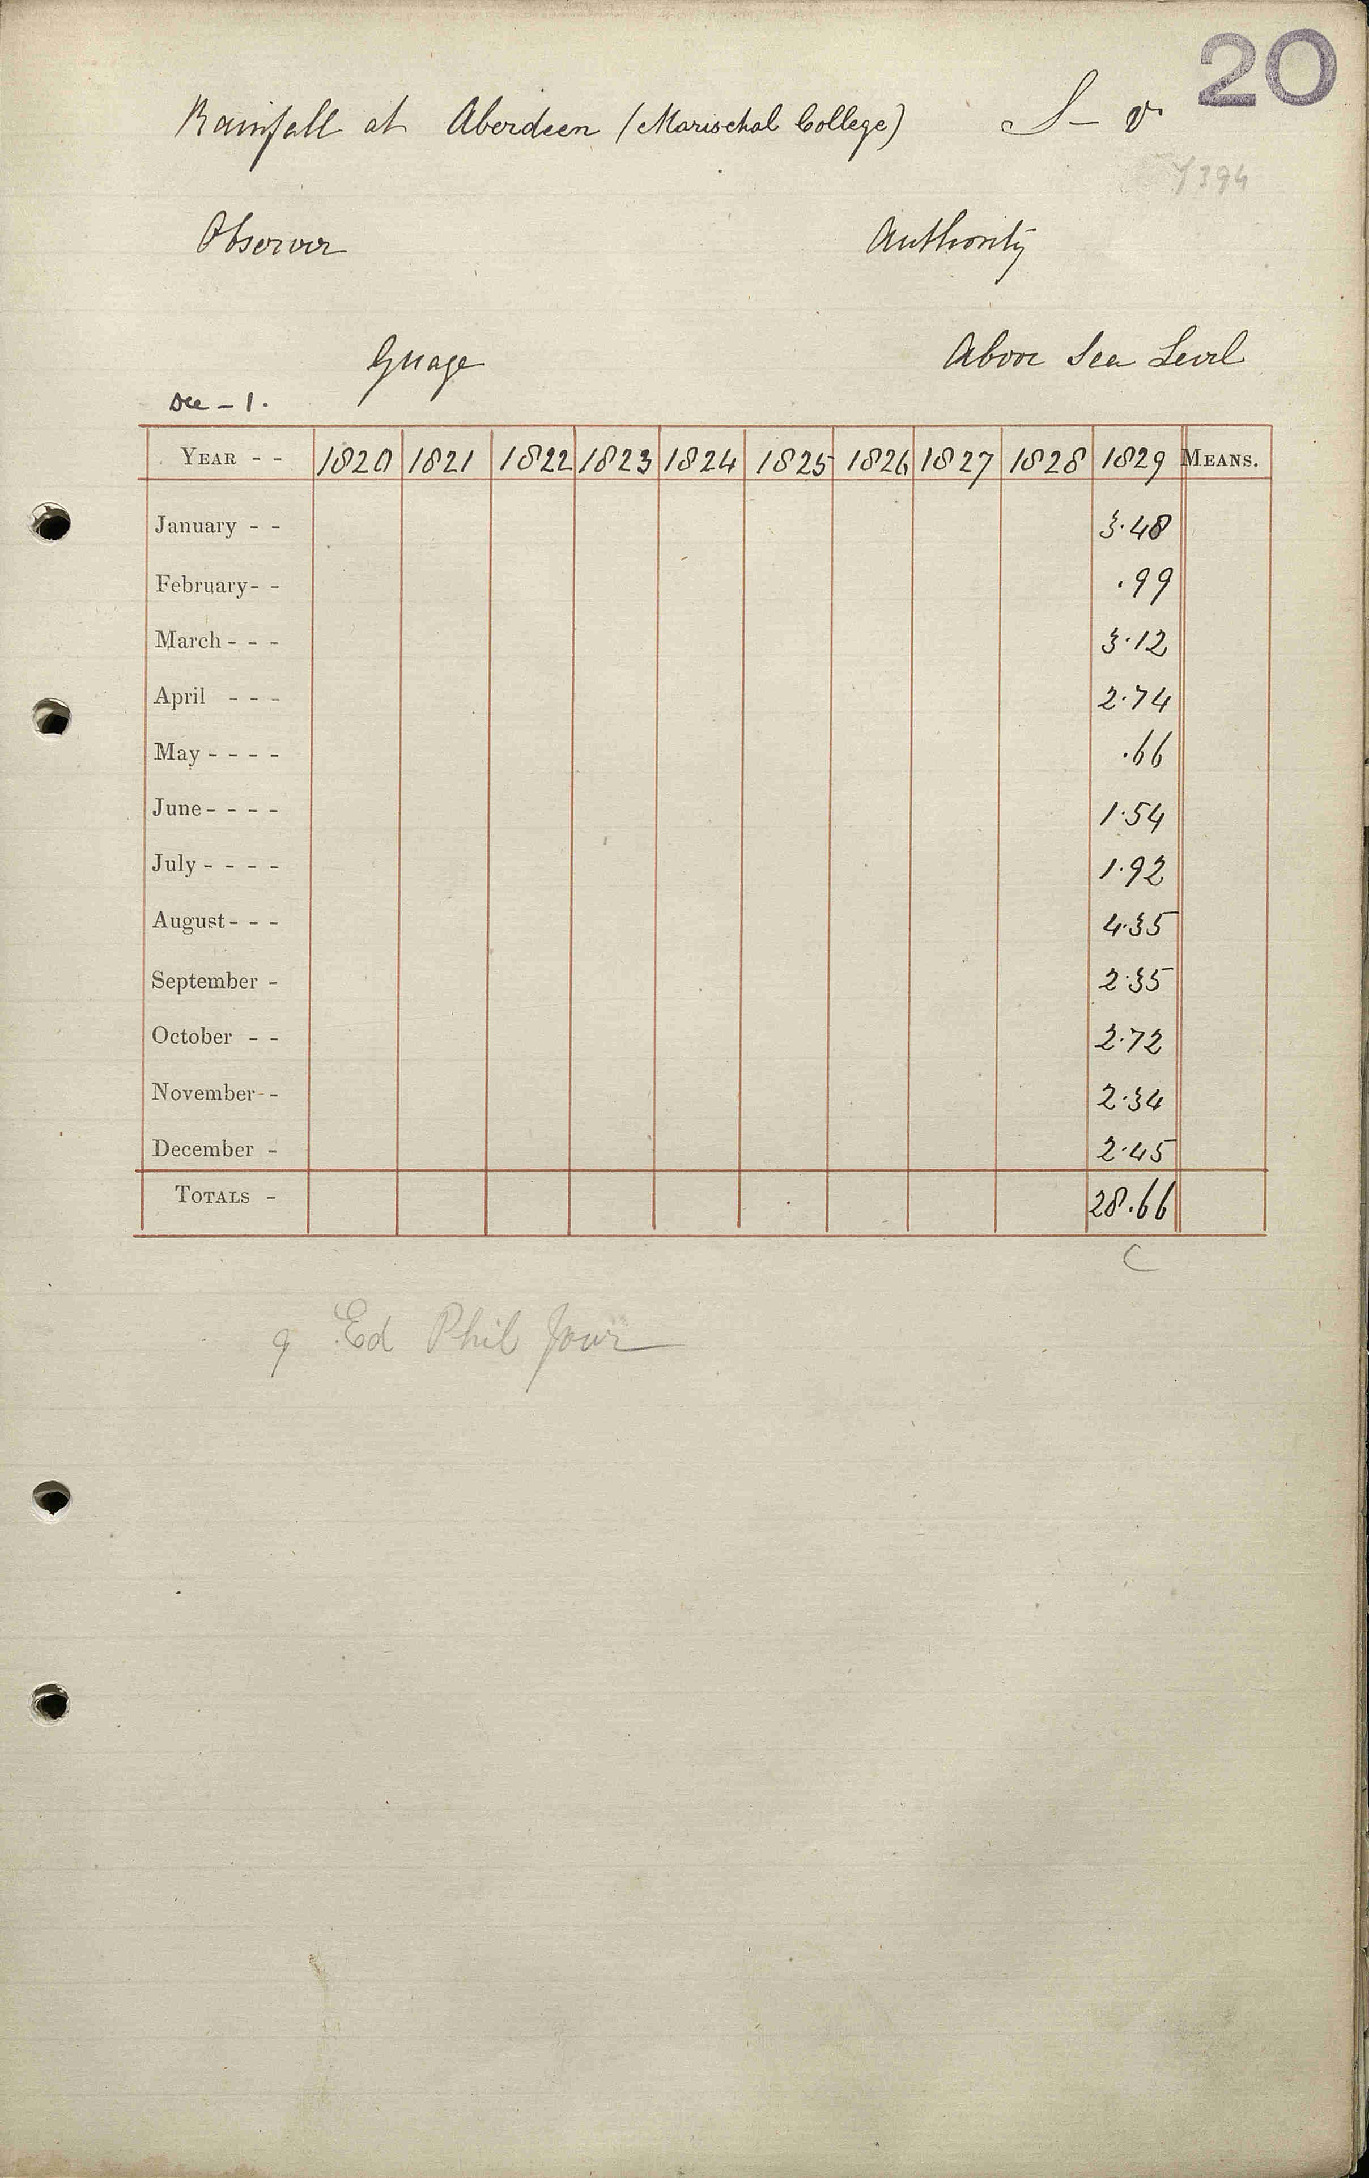 20
Rainfall at Aberdeen (Marischal College) S - v.
Y394
Observer Authority
Guage Above Sea Level
Dec - 1.
YEAR - - 1820 1821 1822 1823 1824 1825 1826 1827 1828 1829 MEANS.
January - - 3.48
February - - .99
March - - - 3.12
April - - - 2.74
May - - - - .66
June - - - - 1.54
July - - - - 1.92
August - - - 4.35
September - 2.35
October - - 2.72
November - - 2.34
December - 2.45
TOTALS - 28.66
C
q Ed Phil Jour